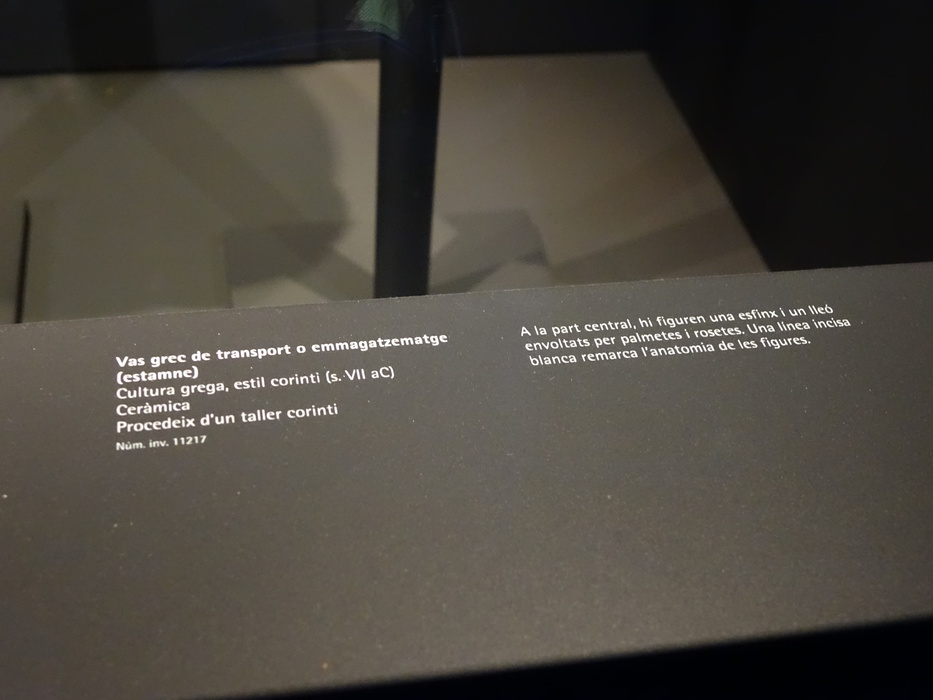 Vas grec de transport o emmagatzematge
(estamne)
Cultura grega, estil corinti (s. VII aC)
Ceràmica
Procedeix d'un taller corinti
Núm. inv. 11217
A la part central, hi figuren una esfinx i un lleó
envoltats per palmetes i rosetes. Una línea incisa
blanca remarca l'anatomia de les figures.